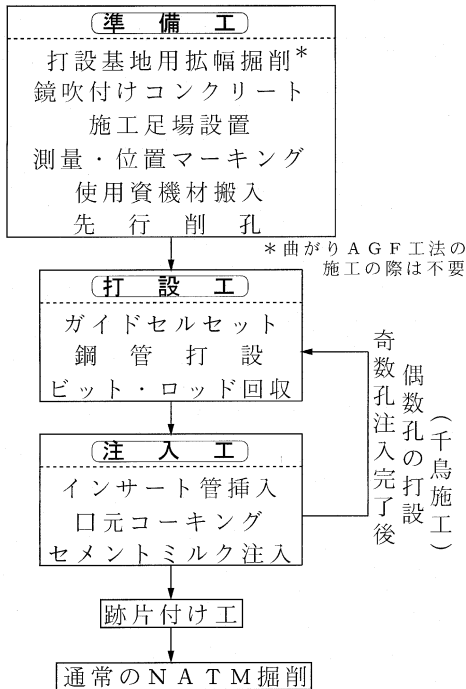 準備工
打設基地用拡幅掘削*
鏡吹付けコンクリート
施工足場設置
測量・位置マーキング
使用資機材搬入
先行削孔
*曲がりAGF工法の
施工の際は不要
打設工
ガイドセルセット
鋼管打設
ビット・ロッド回収
注入工
インサート管挿入
口元コーキング
セメントミルク注入
奇数孔注入完了後
偶数孔の打設
(千鳥施工)
跡片付け工
通常のNATM掘削